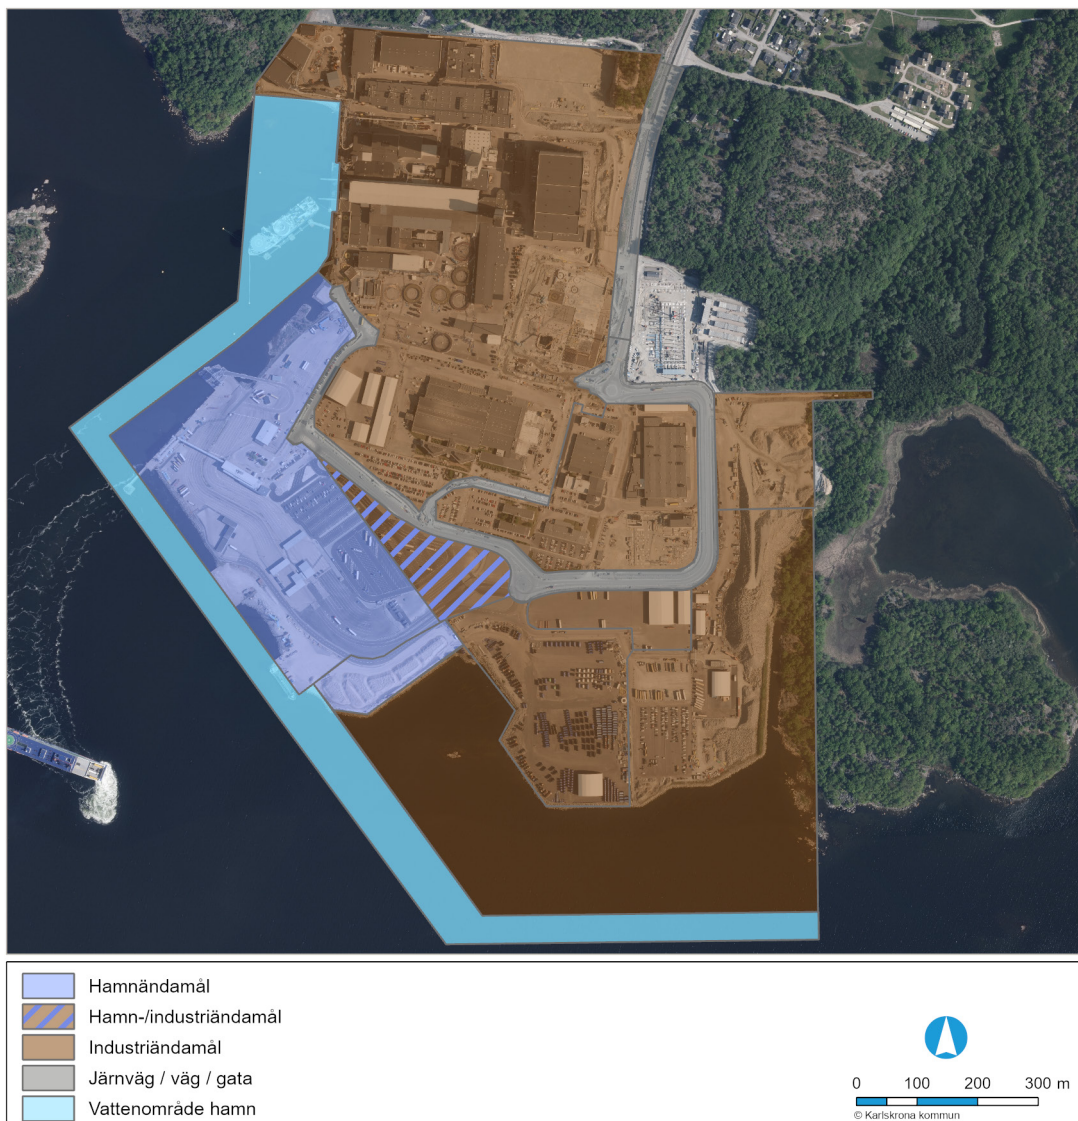 Hamnändamål
Hamn-/industriändamål
Industriändamål
Järnväg / väg / gata
Vattenområde hamn
0 100 200 300 m
© Karlskrona kommun